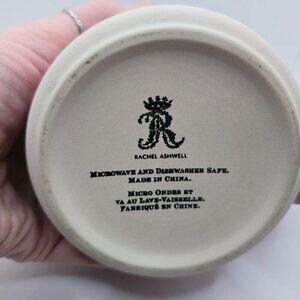 R
RACHEL ASHWELL
MICROWAVE AND DISHWASHER SAFE.
MADE IN CHINA.
MICRO ONDES ET
VA AU LAVE-VAISSELLE.
FABRIQUÉ EN CHINE.